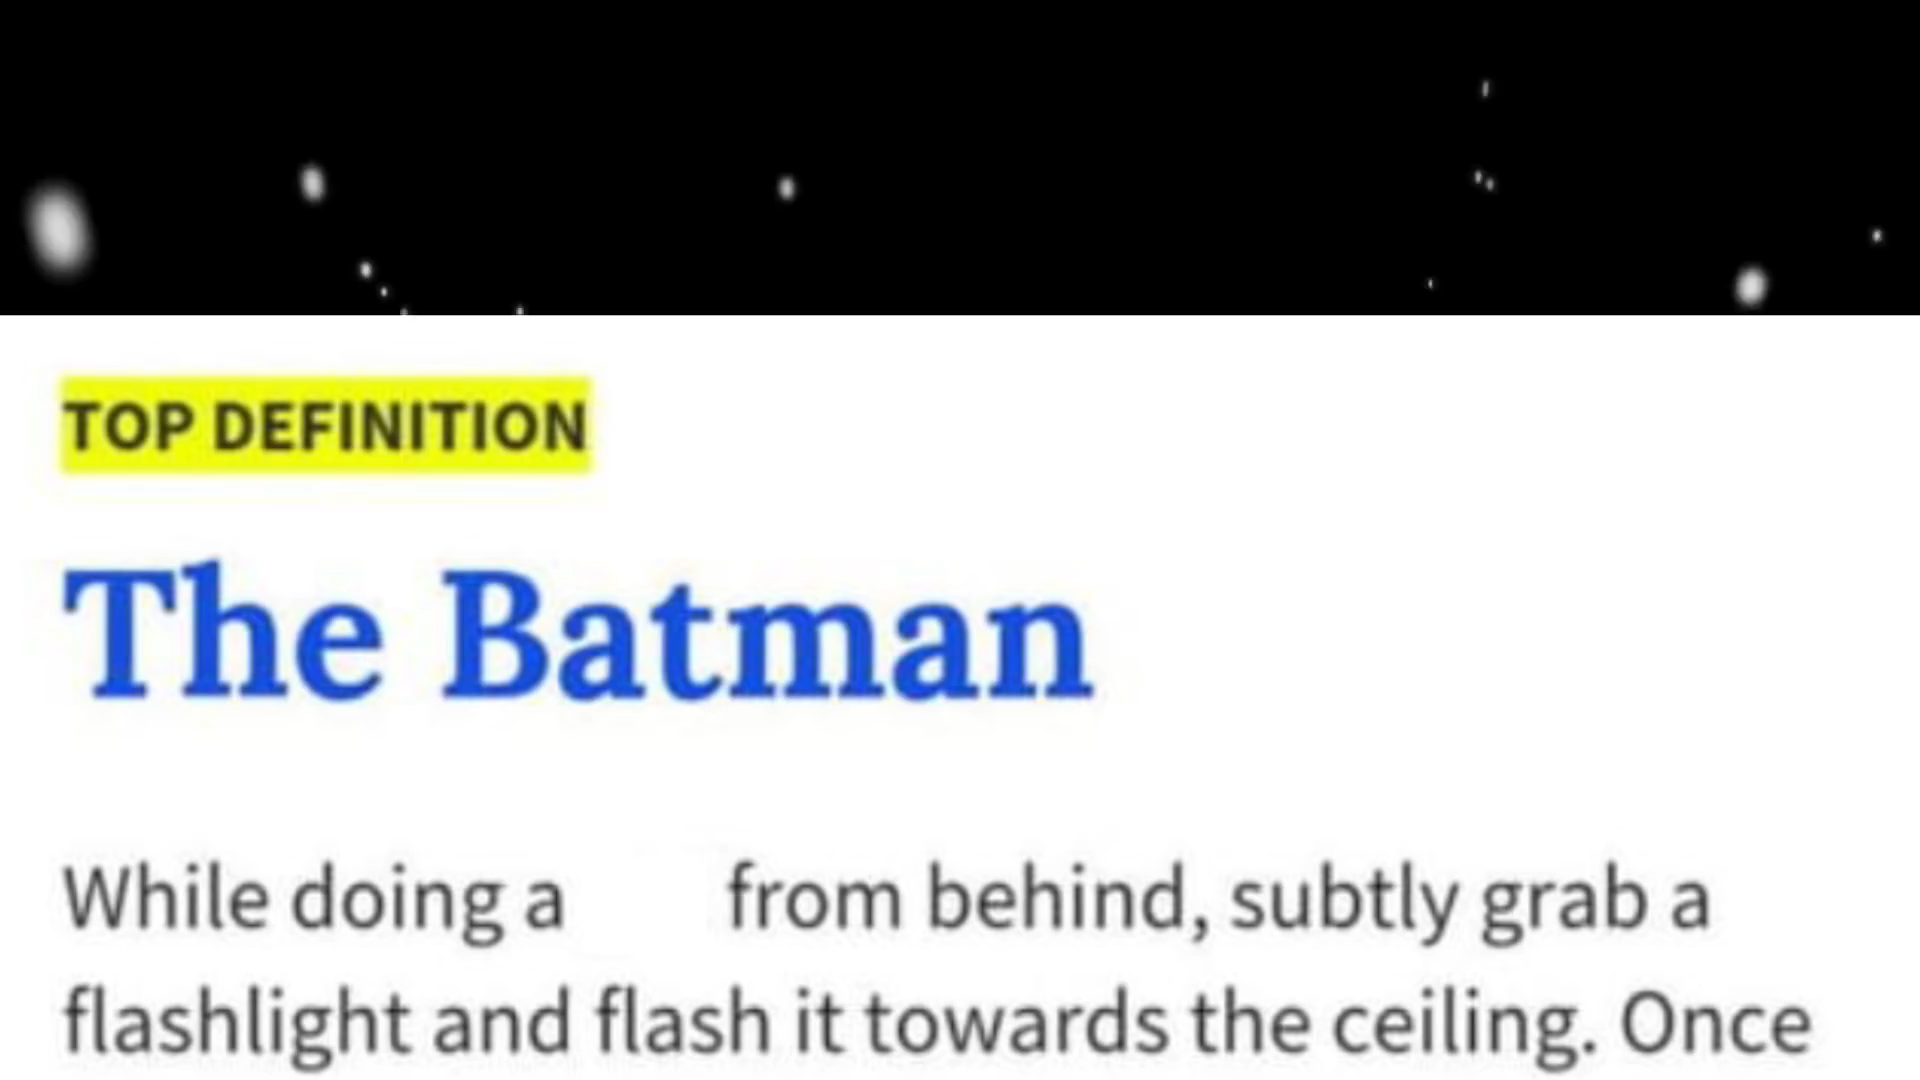 TOP DEFINITION
The Batman
While doing a from behind, subtly grab a
flashlight and flash it towards the ceiling. Once